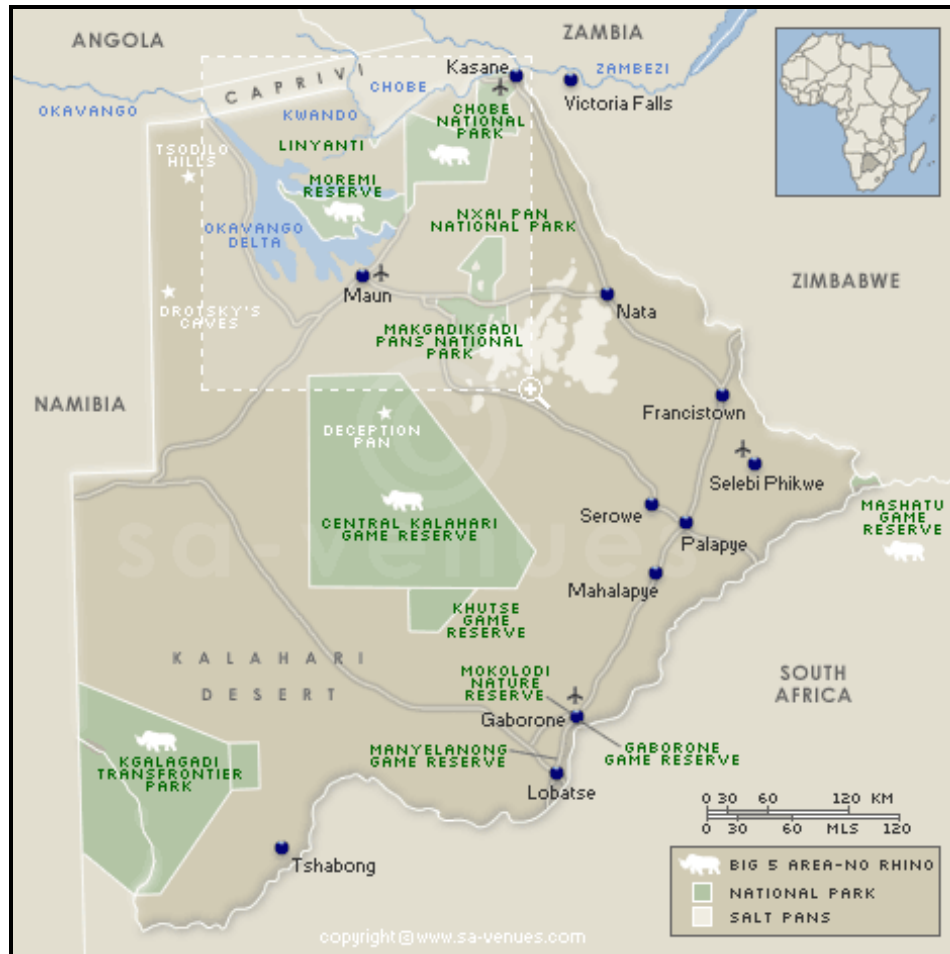 ANGOLA
ZAMBIA
Kasane
ZAMBEZI
CAPRIVI
CHOBE
Victoria Falls
OKAVANGO
KWANDO
CHOBE
NATIONAL
PARK
LINYANTI
TSODILO
HILLS
MOREMI
RESERVE
NXAI PAN
NATIONAL PARK
OKAVANGO
DELTA
ZIMBABWE
Maun
DROTSKY'S
CAVES
Nata
MAKGADIKGADI
PANS NATIONAL
PARK
NAMIBIA
Francistown
DECEPTION
PAN
Selebi Phikwe
MASHATU
GAME
RESERVE
Serowe
CENTRAL KALAHARI
GAME RESERVE
Palapye
©
sa-venues
Mahalapye
KHUTSE
GAME
RESERVE
KALAHARI
DESERT
MOKOLODI
NATURE
RESERVE
SOUTH
AFRICA
Gaborone
MANYELANONG
GAME RESERVE
GABORONE
GAME RESERVE
KGALAGADI
TRANSFRONTIER
PARK
Lobatse
0 30 60 120 KM
0 30 60 MLS 120
Tshabong
BIG 5 AREA-NO RHINO
NATIONAL PARK
SALT PANS
copyright@www.sa-venues.com